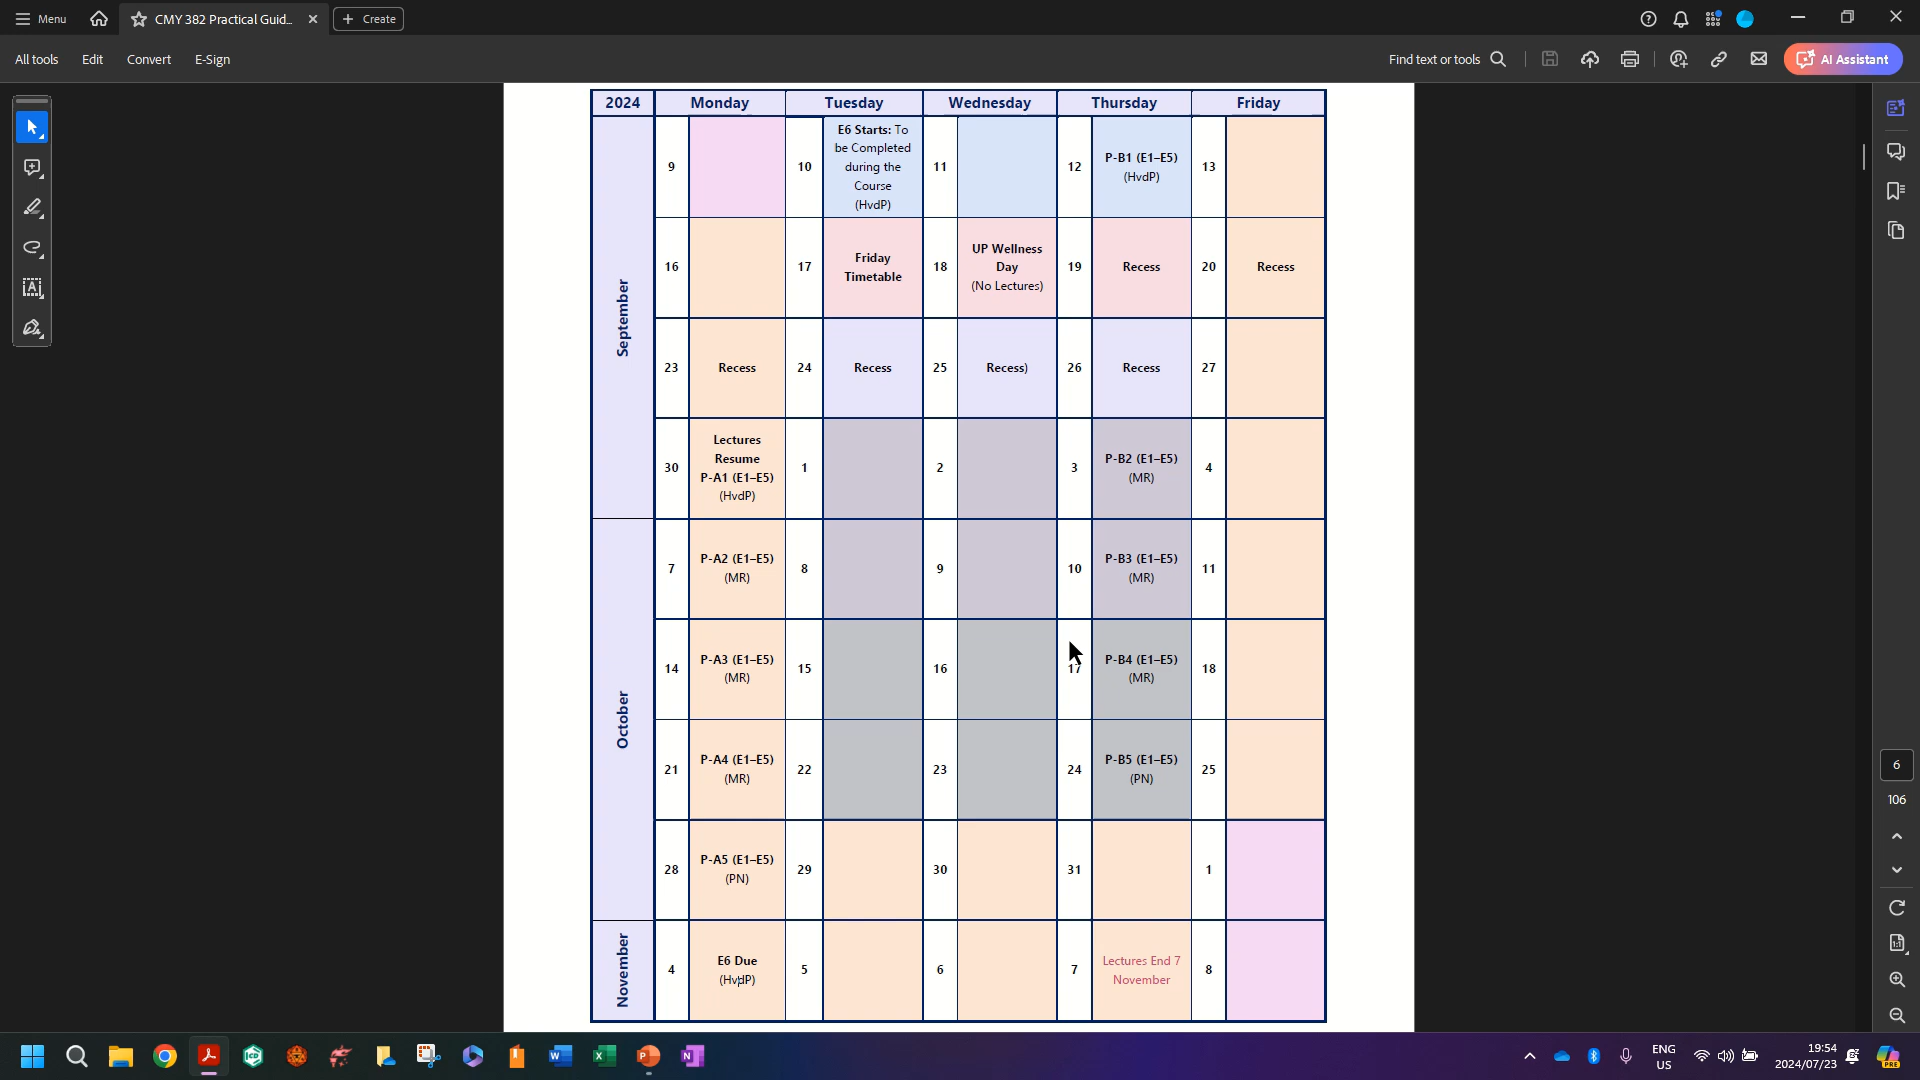 Menu
CMY 382 Practical Guid...
Create
All tools
Edit
Convert
E-Sign
Find text or tools
AI Assistant
2024 Monday Tuesday Wednesday Thursday Friday
September
9 10 E6 Starts: To
be Completed
during the
Course
(HvdP)
11 12 P-B1 (E1–E5)
(HvdP)
13
16 17 Friday
Timetable
18 UP Wellness
Day
(No Lectures)
19 Recess 20 Recess
23 Recess 24 Recess 25 Recess) 26 Recess 27
30 Lectures
Resume
P-A1 (E1–E5)
(HvdP)
1 2 3 P-B2 (E1–E5)
(MR)
4
October
7 P-A2 (E1–E5)
(MR)
8 9 10 P-B3 (E1–E5)
(MR)
11
14 P-A3 (E1–E5)
(MR)
15 16 17 P-B4 (E1–E5)
(MR)
18
21 P-A4 (E1–E5)
(MR)
22 23 24 P-B5 (E1–E5)
(PN)
25
28 P-A5 (E1–E5)
(PN)
29 30 31 1
November
4 E6 Due
(HvdP)
5 6 7 Lectures End 7
November
8
6
106
ENG
US
19:54
2024/07/23